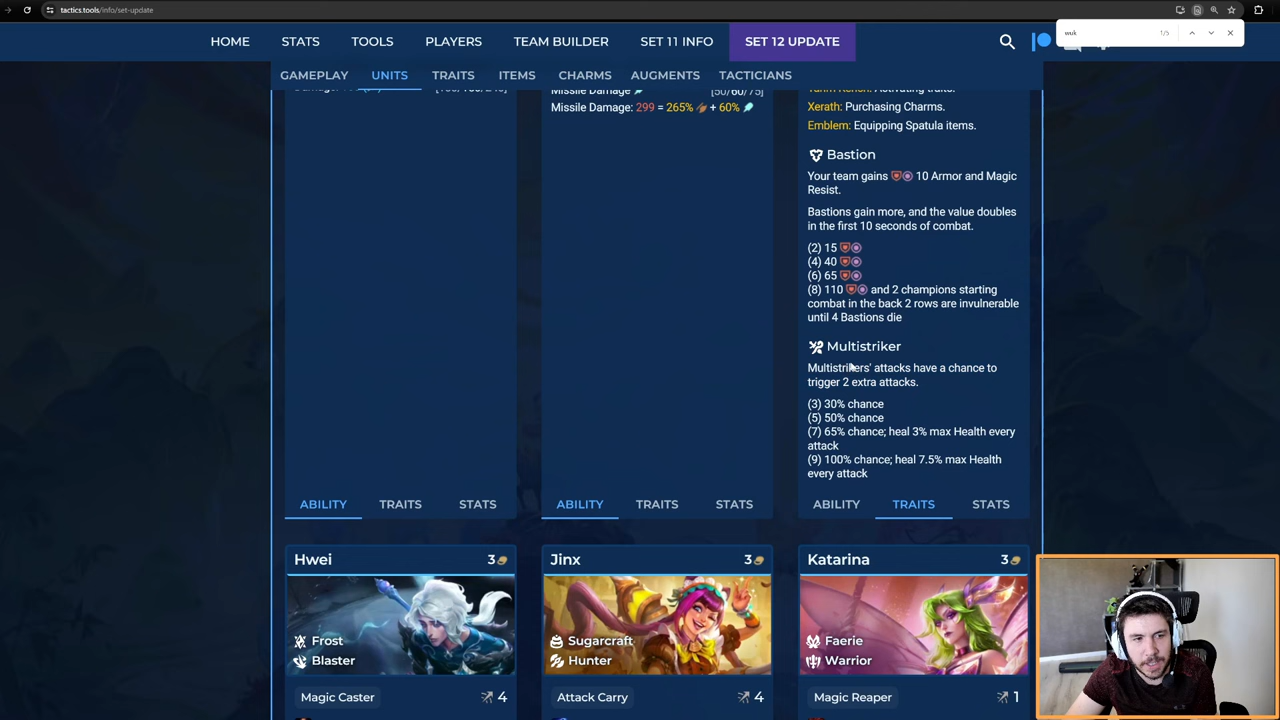 tactics.tools/info/set-update
wuk
1/5
HOME
STATS
TOOLS
PLAYERS
TEAM BUILDER
SET 11 INFO
SET 12 UPDATE
GAMEPLAY
UNITS
TRAITS
ITEMS
CHARMS
AUGMENTS
TACTICIANS
[50/60/75]
Missile Damage: 299 = 265% + 60%
Xerath: Purchasing Charms.
Emblem: Equipping Spatula items.
Bastion
Your team gains 10 Armor and Magic
Resist.
Bastions gain more, and the value doubles
in the first 10 seconds of combat.
(2) 15
(4) 40
(6) 65
(8) 110 and 2 champions starting
combat in the back 2 rows are invulnerable
until 4 Bastions die
Multistriker
Multistrikers' attacks have a chance to
trigger 2 extra attacks.
(3) 30% chance
(5) 50% chance
(7) 65% chance; heal 3% max Health every
attack
(9) 100% chance; heal 7.5% max Health
every attack
ABILITY
TRAITS
STATS
ABILITY
TRAITS
STATS
ABILITY
TRAITS
STATS
Hwei
3
Jinx
3
Katarina
3
Frost
Blaster
Sugarcraft
Hunter
Faerie
Warrior
Magic Caster
4
Attack Carry
4
Magic Reaper
1